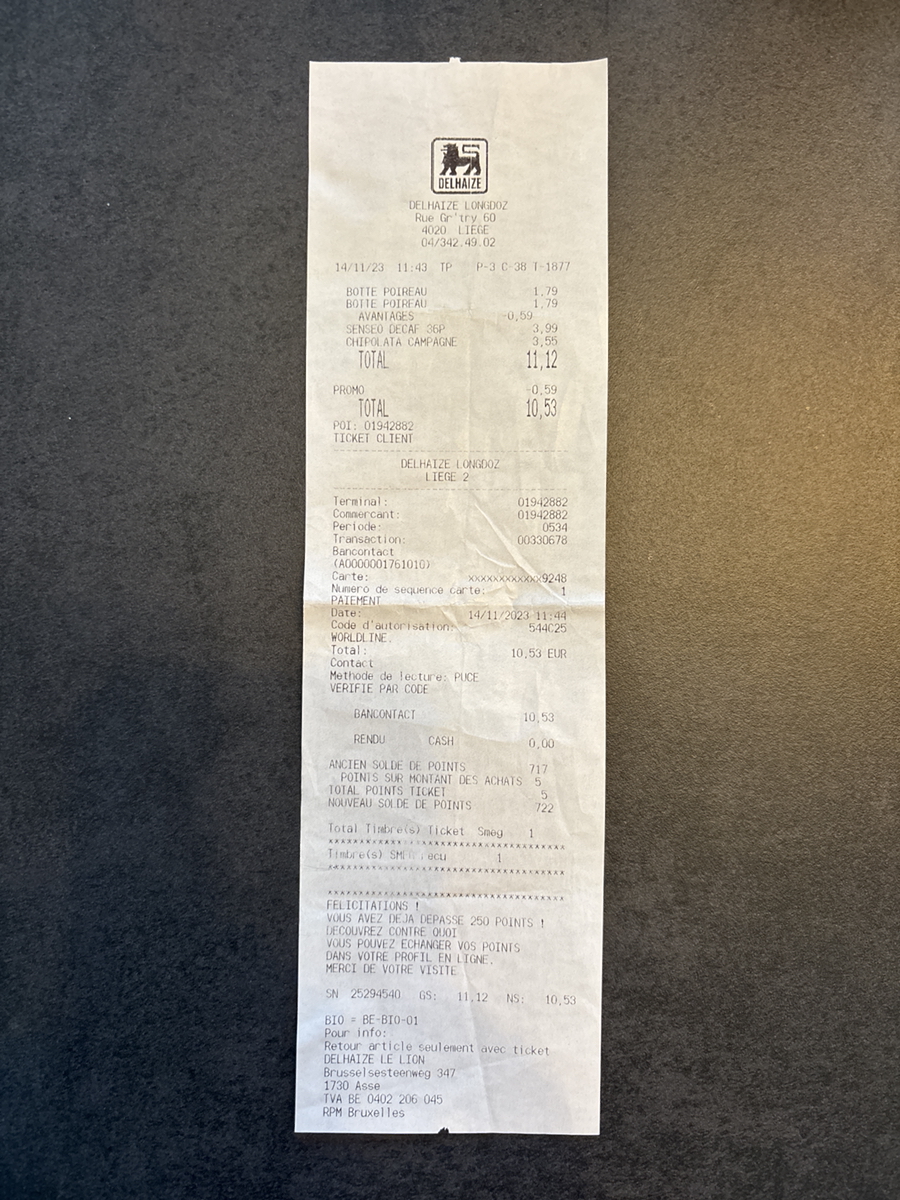 DELHAIZE
DELHAIZE LONGDOZ
Rue Gr'try 60
4020 LIEGE
04/342.49.02
14/11/23 11:43 TP P-3 C-38 T-1877
BOTTE POIREAU 1,79
BOTTE POIREAU 1,79
AVANTAGES -0,59
SENSEO DECAF 36P 3,99
CHIPOLATA CAMPAGNE 3,55
TOTAL 11,12
PROMO -0,59
TOTAL 10,53
POI: 01942882
TICKET CLIENT
DELHAIZE LONGDOZ
LIEGE 2
Terminal: 01942882
Commercant: 01942882
Periode: 0534
Transaction: 00330678
Bancontact
(A0000001761010)
Carte: xxxxxxxxxxxxx9248
Numero de sequence carte: 1
PAIEMENT
Date: 14/11/2023 11:44
Code d'autorisation: 544C25
WORLDLINE
Total: 10,53 EUR
Contact
Methode de lecture: PUCE
VERIFIE PAR CODE
BANCONTACT 10,53
RENDU CASH 0,00
ANCIEN SOLDE DE POINTS 717
POINTS SUR MONTANT DES ACHATS 5
TOTAL POINTS TICKET 5
NOUVEAU SOLDE DE POINTS 722
Total Timbre(s) Ticket Smeg 1
****************************************
Timbre(s) 1
****************************************
****************************************
FELICITATIONS !
VOUS AVEZ DEJA DEPASSE 250 POINTS !
DECOUVREZ CONTRE QUOI
VOUS POUVEZ ECHANGER VOS POINTS
DANS VOTRE PROFIL EN LIGNE.
MERCI DE VOTRE VISITE
SN 25294540 GS: 11,12 NS: 10,53
BIO = BE-BIO-01
Pour info:
Retour article seulement avec ticket
DELHAIZE LE LION
Brusselsesteenweg 347
1730 Asse
TVA BE 0402 206 045
RPM Bruxelles